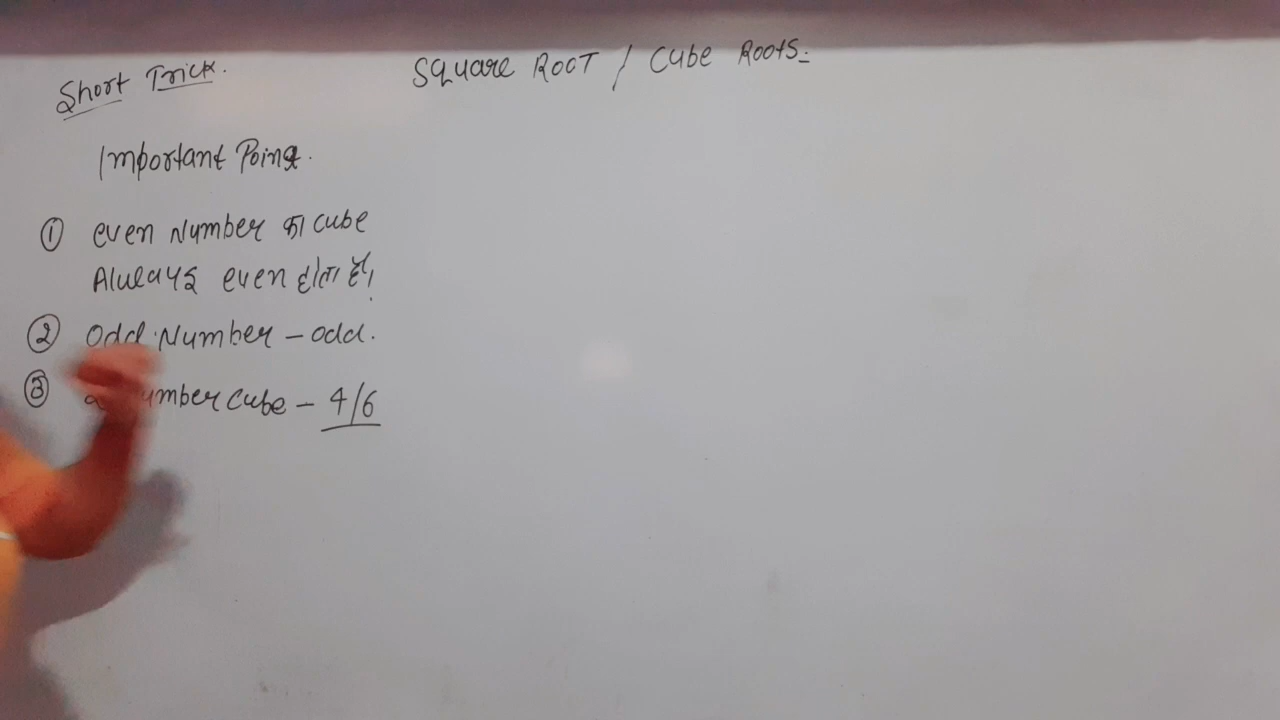 Short Trick.
Square Root / Cube Roots
Important Point.
① even Number का cube
Always even होता है।
② Odd Number – odd.
③ umber Cube – 4/6